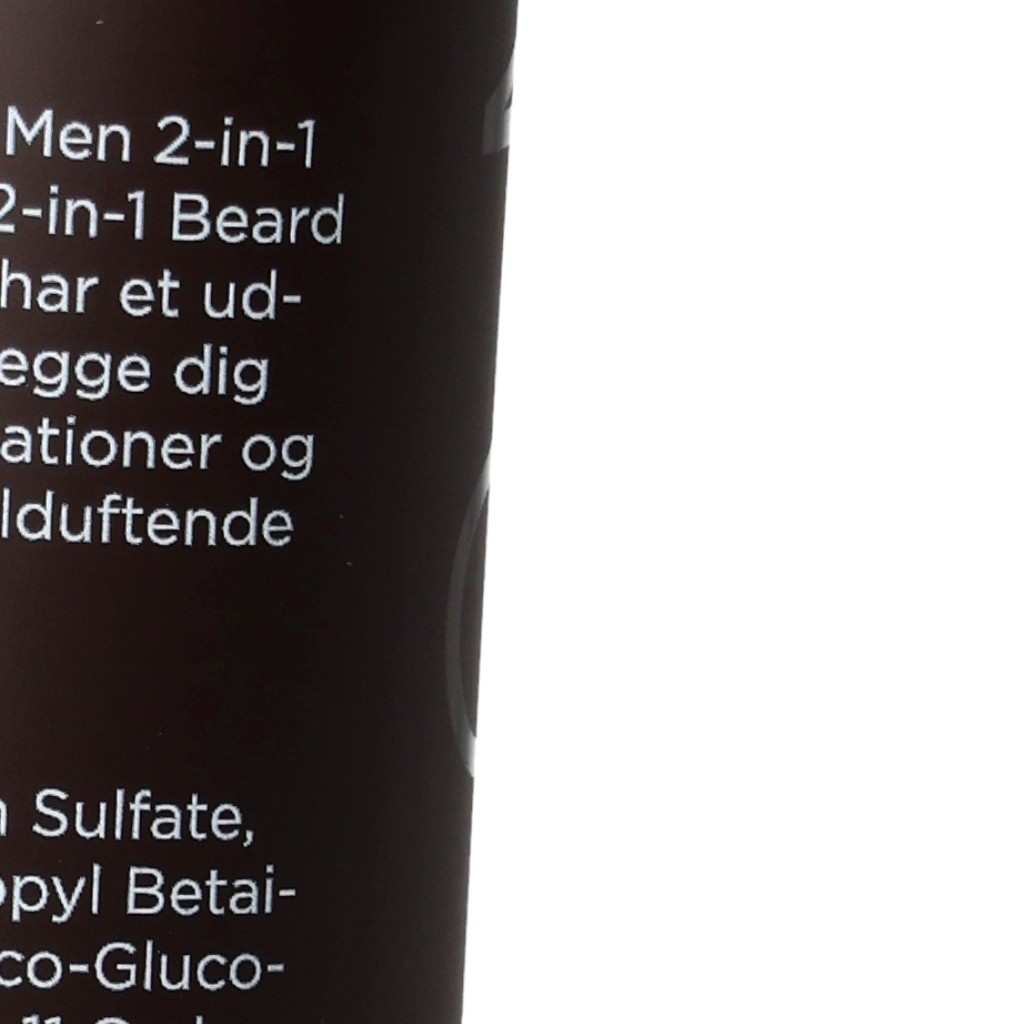 Men 2-in-1
2-in-1 Beard
har et ud-
egge dig
ationer og
lduftende
Sulfate,
opyl Betai-
co-Gluco-